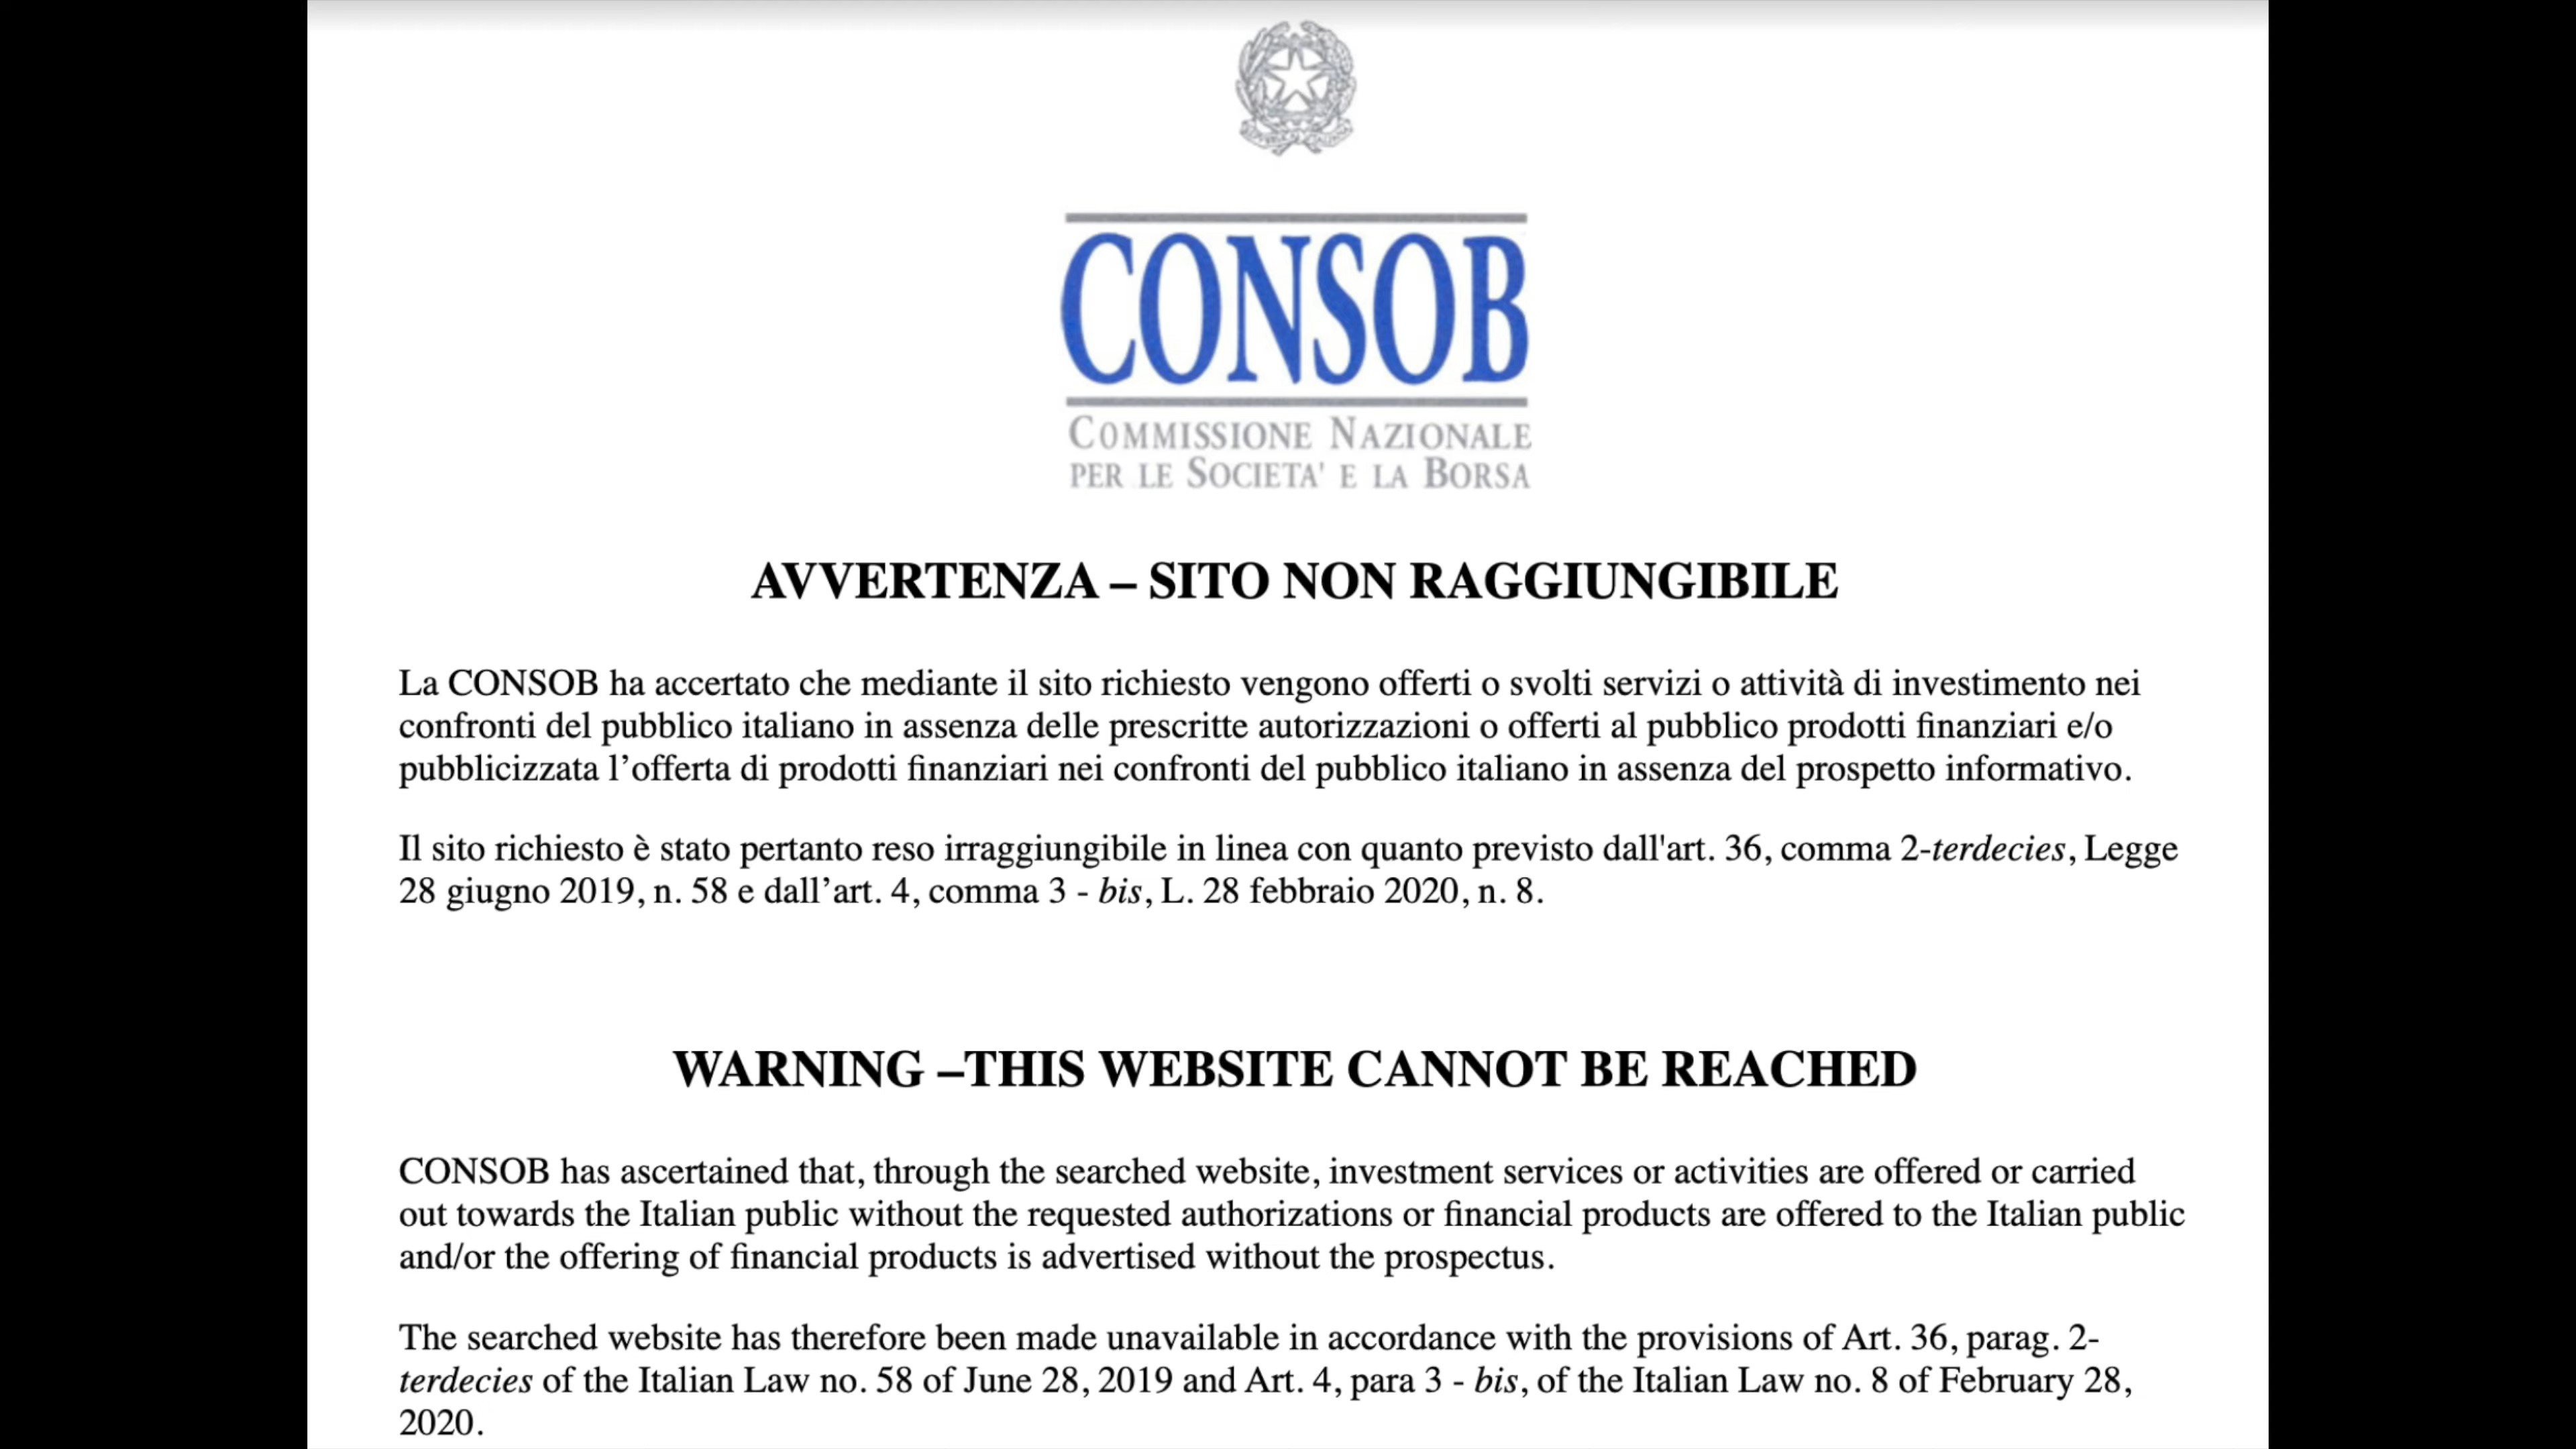 CONSOB
COMMISSIONE NAZIONALE
PER LE SOCIETA' E LA BORSA
AVVERTENZA – SITO NON RAGGIUNGIBILE
La CONSOB ha accertato che mediante il sito richiesto vengono offerti o svolti servizi o attività di investimento nei
confronti del pubblico italiano in assenza delle prescritte autorizzazioni o offerti al pubblico prodotti finanziari e/o
pubblicizzata l’offerta di prodotti finanziari nei confronti del pubblico italiano in assenza del prospetto informativo.
Il sito richiesto è stato pertanto reso irraggiungibile in linea con quanto previsto dall'art. 36, comma 2-terdecies, Legge
28 giugno 2019, n. 58 e dall’art. 4, comma 3 - bis, L. 28 febbraio 2020, n. 8.
WARNING –THIS WEBSITE CANNOT BE REACHED
CONSOB has ascertained that, through the searched website, investment services or activities are offered or carried
out towards the Italian public without the requested authorizations or financial products are offered to the Italian public
and/or the offering of financial products is advertised without the prospectus.
The searched website has therefore been made unavailable in accordance with the provisions of Art. 36, parag. 2-
terdecies of the Italian Law no. 58 of June 28, 2019 and Art. 4, para 3 - bis, of the Italian Law no. 8 of February 28,
2020.